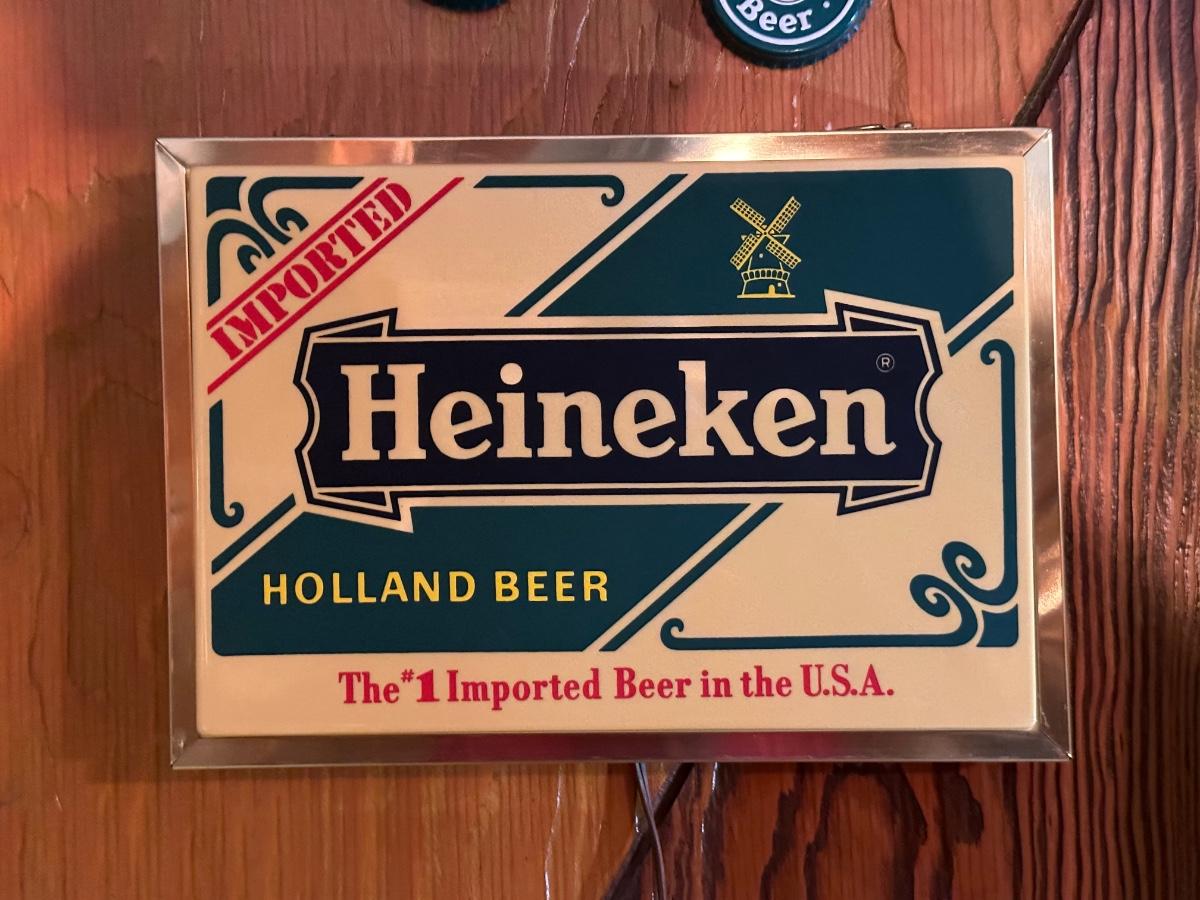 Beer
IMPORTED
Heineken ®
HOLLAND BEER
The #1 Imported Beer in the U.S.A.